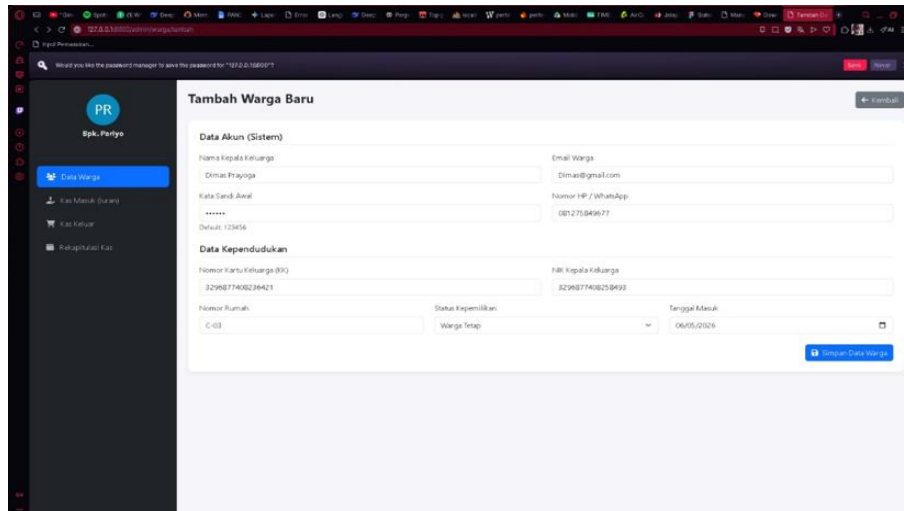 127.0.0.1:8000/admin/warga/tambah
Would you like the password manager to save the password for "127.0.0.1:8000"?
Save
Never
PR
Bpk. Pariyo
Data Warga
Kas Masuk (Iuran)
Kas Keluar
Rekapitulasi Kas
Tambah Warga Baru
Kembali
Data Akun (Sistem)
Nama Kepala Keluarga
Email Warga
Dimas Prayoga
Dimas@gmail.com
Kata Sandi Awal
Nomor HP / WhatsApp
••••••
081275849677
Default: 123456
Data Kependudukan
Nomor Kartu Keluarga (KK)
NIK Kepala Keluarga
3296877408236421
3296877408258493
Nomor Rumah
Status Kepemilikan
Tanggal Masuk
C-03
Warga Tetap
06/05/2026
Simpan Data Warga